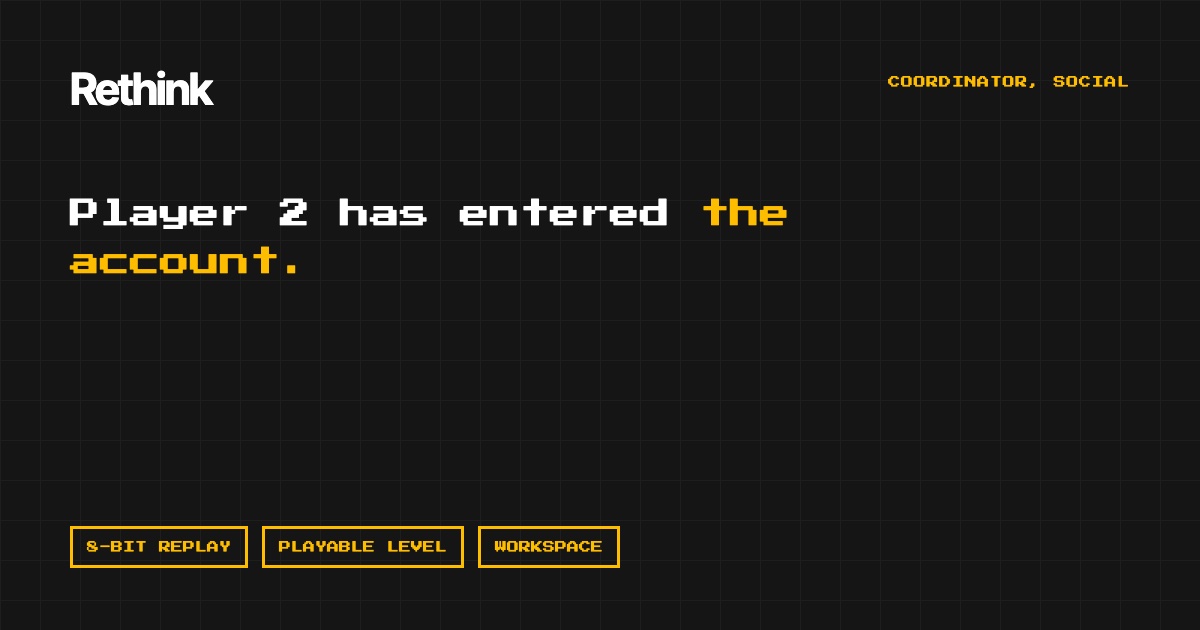 Rethink
COORDINATOR, SOCIAL
Player 2 has entered the
account.
8-BIT REPLAY
PLAYABLE LEVEL
WORKSPACE